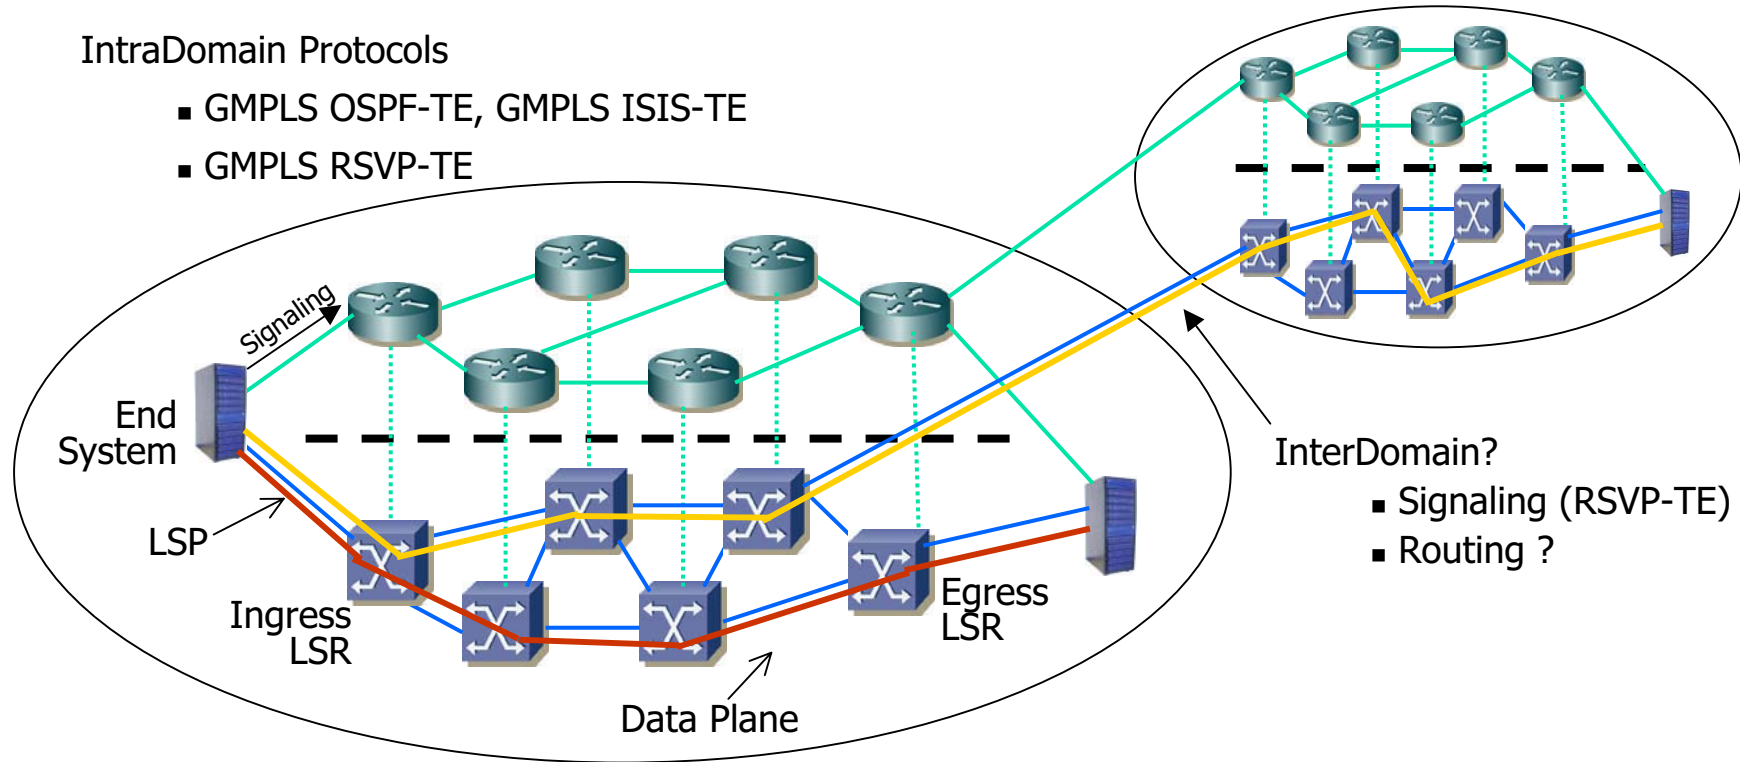 IntraDomain Protocols
▪ GMPLS OSPF-TE, GMPLS ISIS-TE
▪ GMPLS RSVP-TE
Signaling
End
System
LSP
Ingress
LSR
Egress
LSR
Data Plane
InterDomain?
▪ Signaling (RSVP-TE)
▪ Routing ?